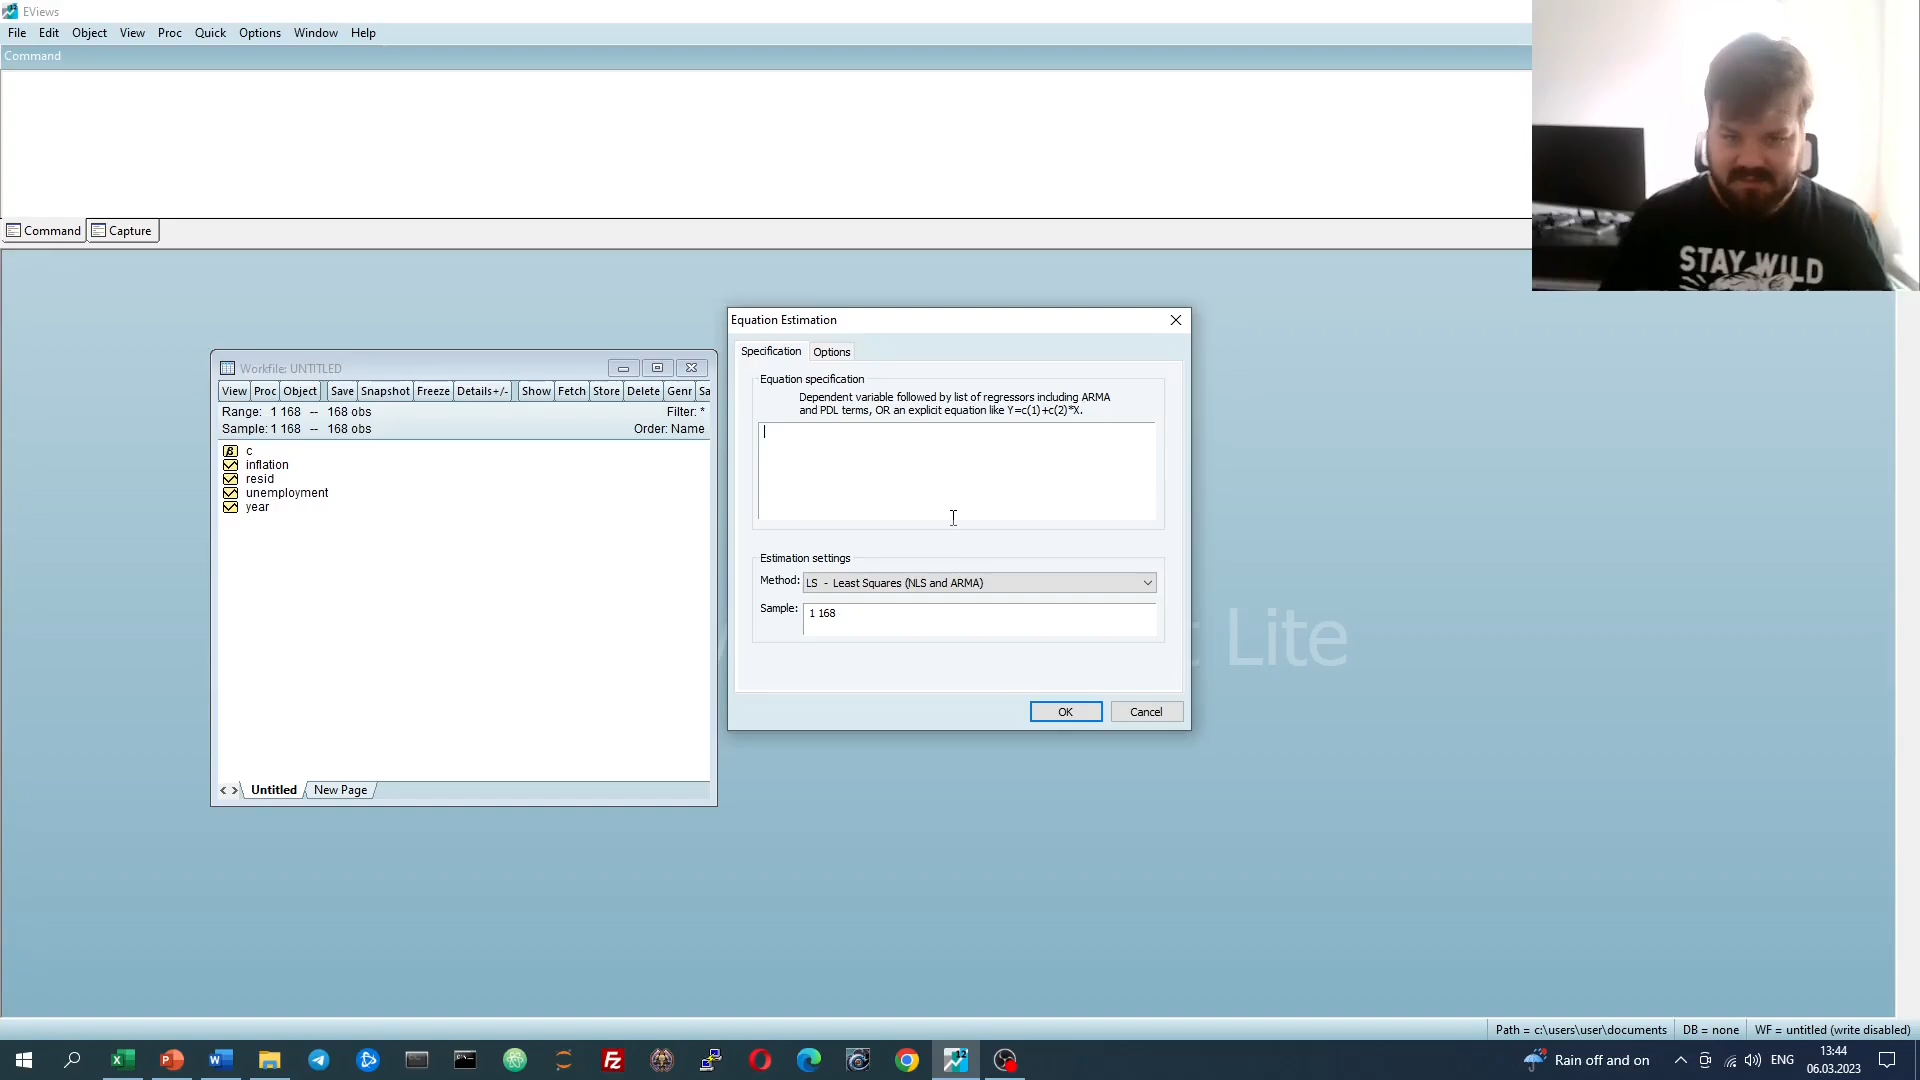 EViews
File Edit Object View Proc Quick Options Window Help
Command
Command Capture
STAY WILD
Equation Estimation
Specification Options
Equation specification
Dependent variable followed by list of regressors including ARMA
and PDL terms, OR an explicit equation like Y=c(1)+c(2)*X.
Estimation settings
Method: LS - Least Squares (NLS and ARMA)
Sample: 1 168
OK Cancel
Workfile: UNTITLED
View Proc Object Save Snapshot Freeze Details+/- Show Fetch Store Delete Genr Sa
Range: 1 168 -- 168 obs Filter: *
Sample: 1 168 -- 168 obs Order: Name
β c
inflation
resid
unemployment
year
< > Untitled New Page
t Lite
Path = c:\users\user\documents DB = none WF = untitled (write disabled)
Rain off and on ENG 13:44
06.03.2023